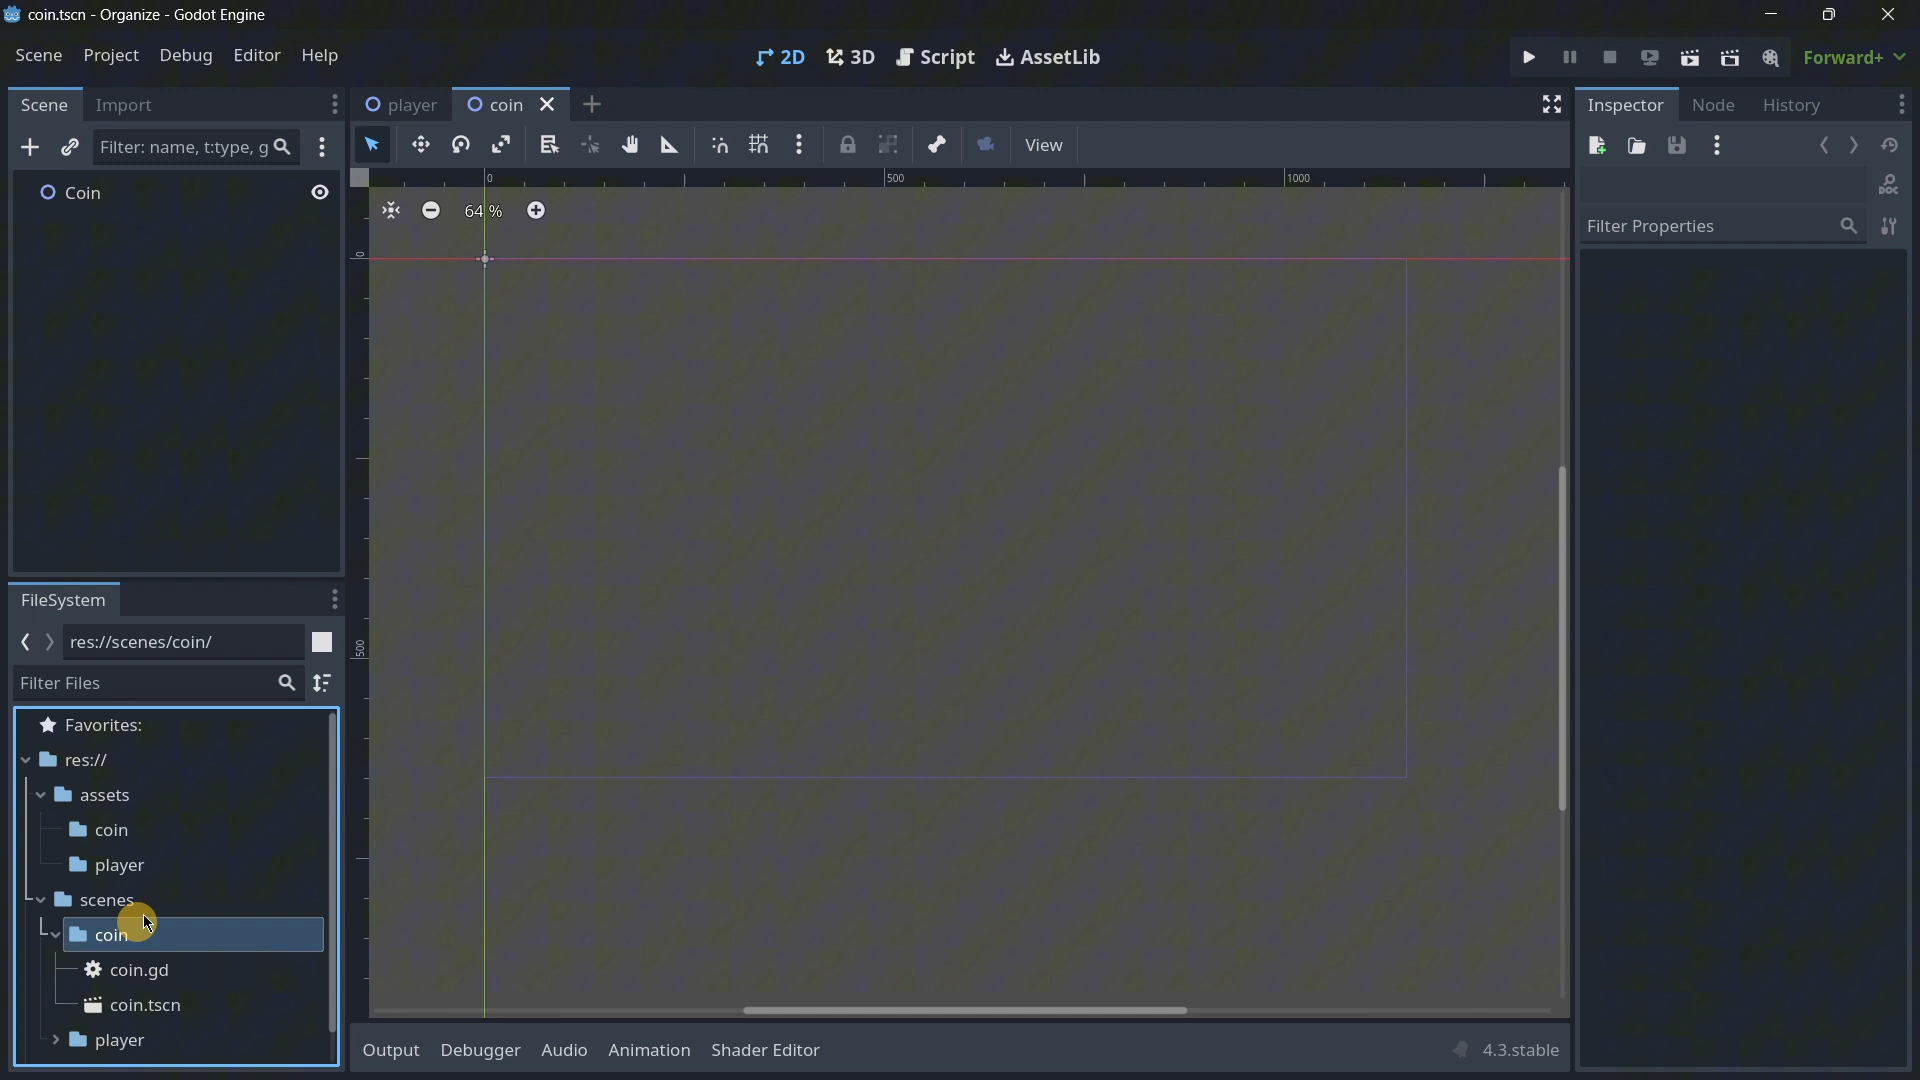 coin.tscn - Organize - Godot Engine
Scene Project Debug Editor Help
2D 3D Script AssetLib
Forward+
Scene Import
player coin
Inspector Node History
Filter: name, t:type, g
View
0 500 1000
Coin
64 %
Filter Properties
0
500
FileSystem
res://scenes/coin/
Filter Files
Favorites:
res://
assets
coin
player
scenes
coin
coin.gd
coin.tscn
player
Output Debugger Audio Animation Shader Editor
4.3.stable
DOC